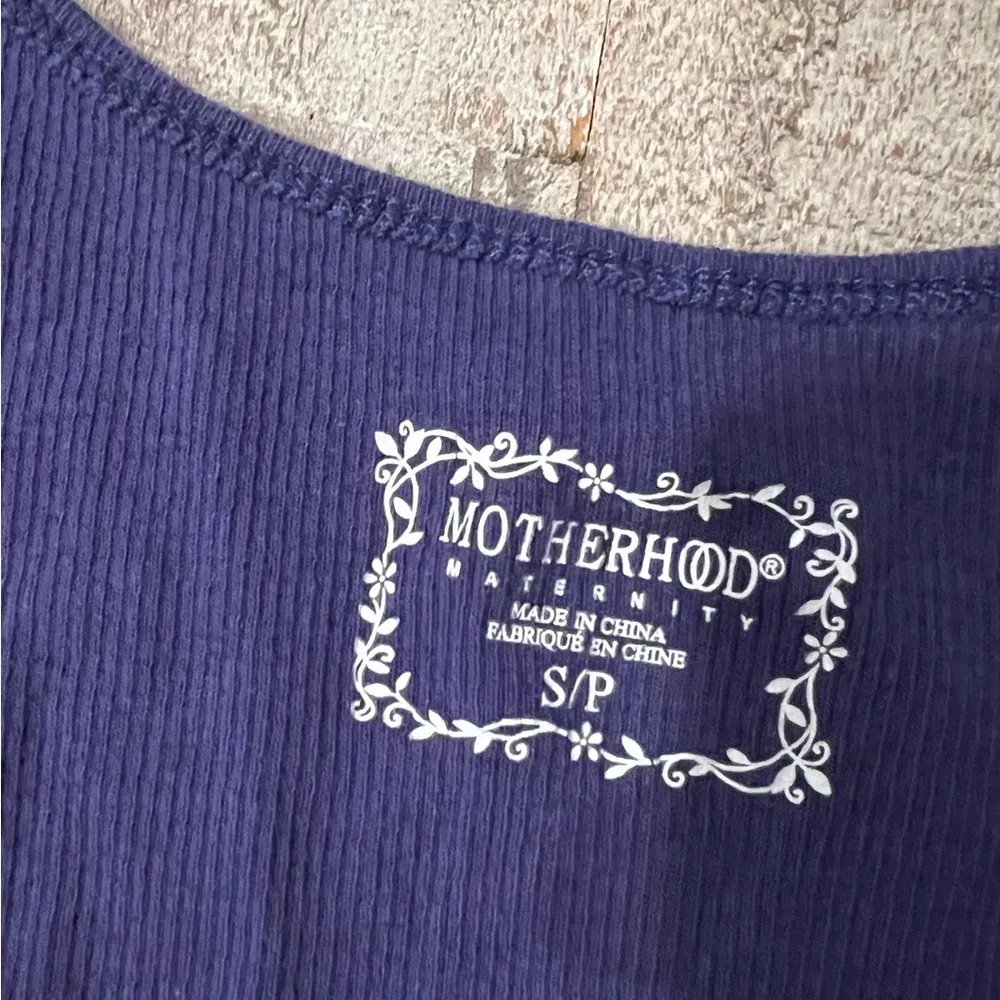 MOTHERHOOD®
MATERNITY
MADE IN CHINA
FABRIQUÉ EN CHINE
S/P